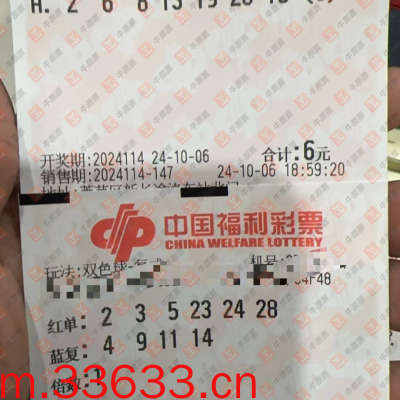 开奖期:2024114 24-10-06 合计:6元
销售期:2024114-147 24-10-06 18:59:20
中国福利彩票
CHINA WELFARE LOTTERY
玩法:双色球
红单: 2 3 5 23 24 28
蓝复: 4 9 11 14
倍数: 1
m.33633.cn